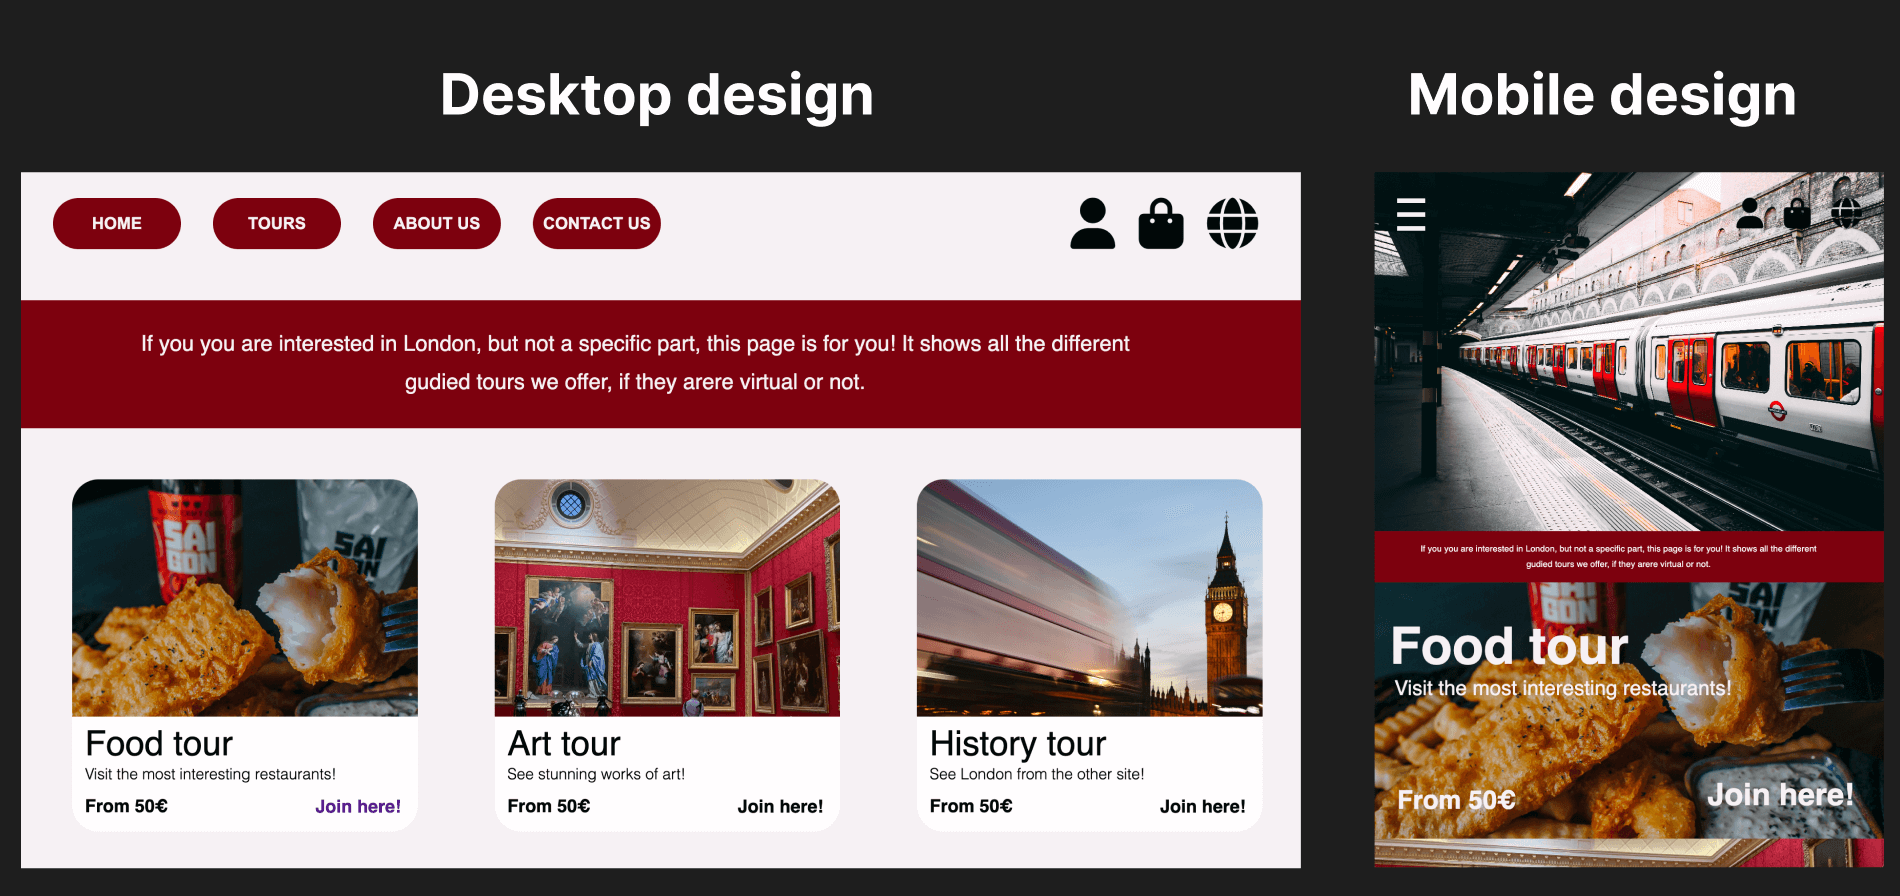 Desktop design
Mobile design
HOME
TOURS
ABOUT US
CONTACT US
If you you are interested in London, but not a specific part, this page is for you! It shows all the different
gudied tours we offer, if they arere virtual or not.
SAI
GON
SAI
GON
Food tour
Visit the most interesting restaurants!
From 50€
Join here!
Art tour
See stunning works of art!
From 50€
Join here!
History tour
See London from the other site!
From 50€
Join here!
If you you are interested in London, but not a specific part, this page is for you! It shows all the different
gudied tours we offer, if they arere virtual or not.
Food tour
Visit the most interesting restaurants!
From 50€
Join here!